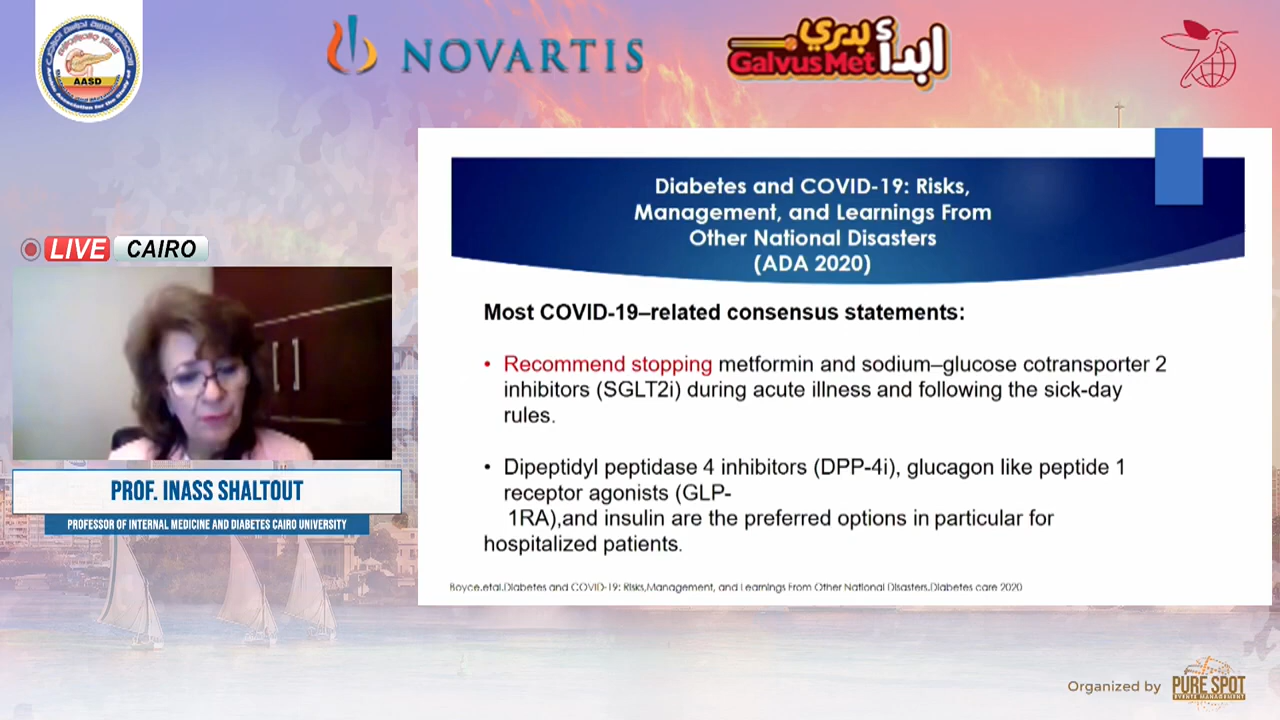 AASD
NOVARTIS
ابدأ بدري
GalvusMet
LIVE CAIRO
PROF. INASS SHALTOUT
PROFESSOR OF INTERNAL MEDICINE AND DIABETES CAIRO UNIVERSITY
Diabetes and COVID-19: Risks,
Management, and Learnings From
Other National Disasters
(ADA 2020)
Most COVID-19–related consensus statements:
• Recommend stopping metformin and sodium–glucose cotransporter 2
inhibitors (SGLT2i) during acute illness and following the sick-day
rules.
• Dipeptidyl peptidase 4 inhibitors (DPP-4i), glucagon like peptide 1
receptor agonists (GLP-
1RA),and insulin are the preferred options in particular for
hospitalized patients.
Boyce.etal.Diabetes and COVID-19: Risks,Management, and Learnings From Other National Disasters.Diabetes care 2020
Organized by PURE SPOT
EVENTS MANAGEMENT